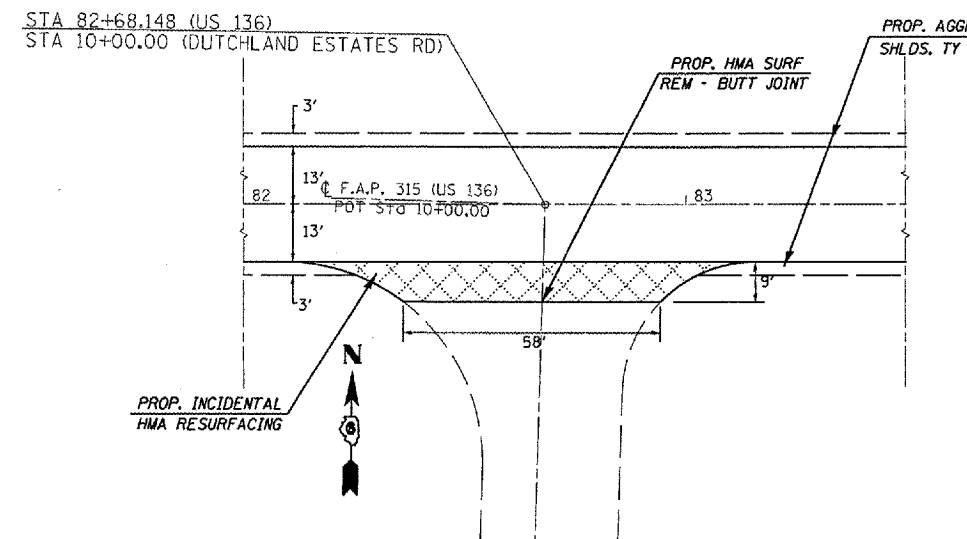 STA 82+68.148 (US 136)
STA 10+00.00 (DUTCHLAND ESTATES RD)
PROP. AGG
SHLDS. TY
PROP. HMA SURF
REM - BUTT JOINT
3'
13'
℄ F.A.P. 315 (US 136)
POT Sta 10+00.00
82
83
13'
9'
3'
58'
N
PROP. INCIDENTAL
HMA RESURFACING